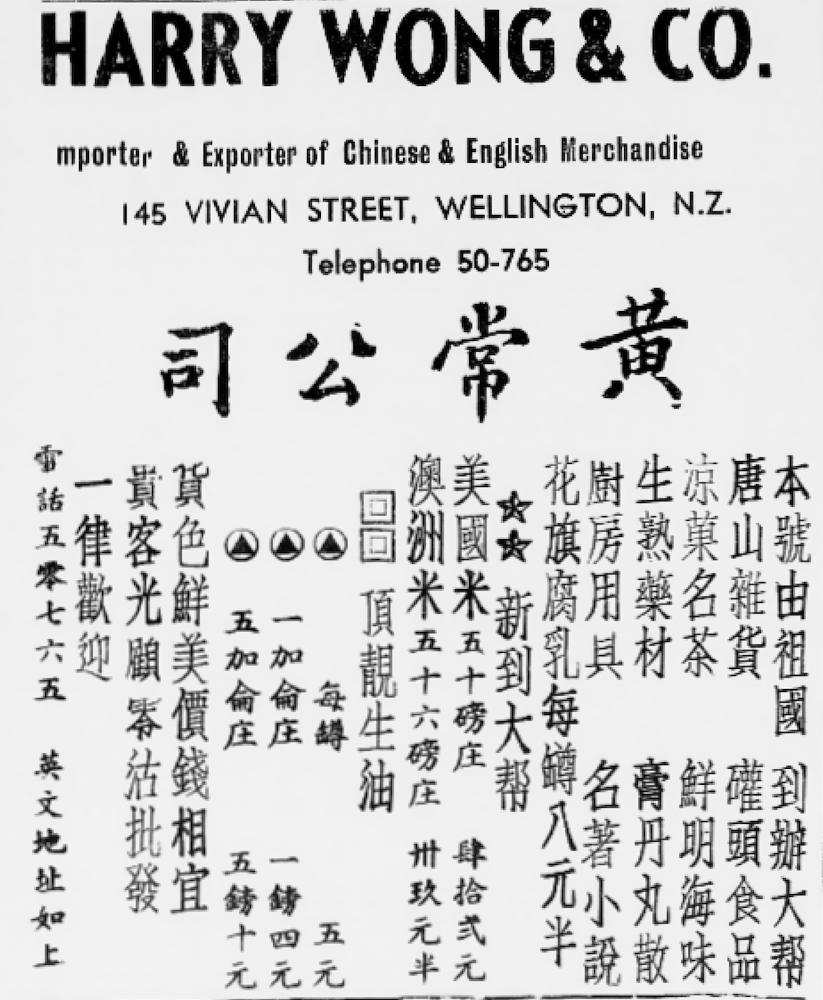 HARRY WONG & CO.
mporter & Exporter of Chinese & English Merchandise
145 VIVIAN STREET, WELLINGTON, N.Z.
Telephone 50-765
黄常公司
本號由祖國 到辦大帮
唐山雜貨 礶頭食品
凉菓名茶 鮮明海味
生熟藥材 膏丹丸散
廚房用具 名著小說
花旗腐乳每罇八元半
★★ 新到大帮
美國米五十磅庄 肆拾弍元
澳洲米五十六磅庄 卅玖元半
回回 頂靚生油
每罇 五元
一加侖庄 一鎊四元
五加侖庄 五鎊十元
貨色鮮美價錢相宜
貴客光顧零沽批發
一律歡迎
電話五零七六五 英文地址如上